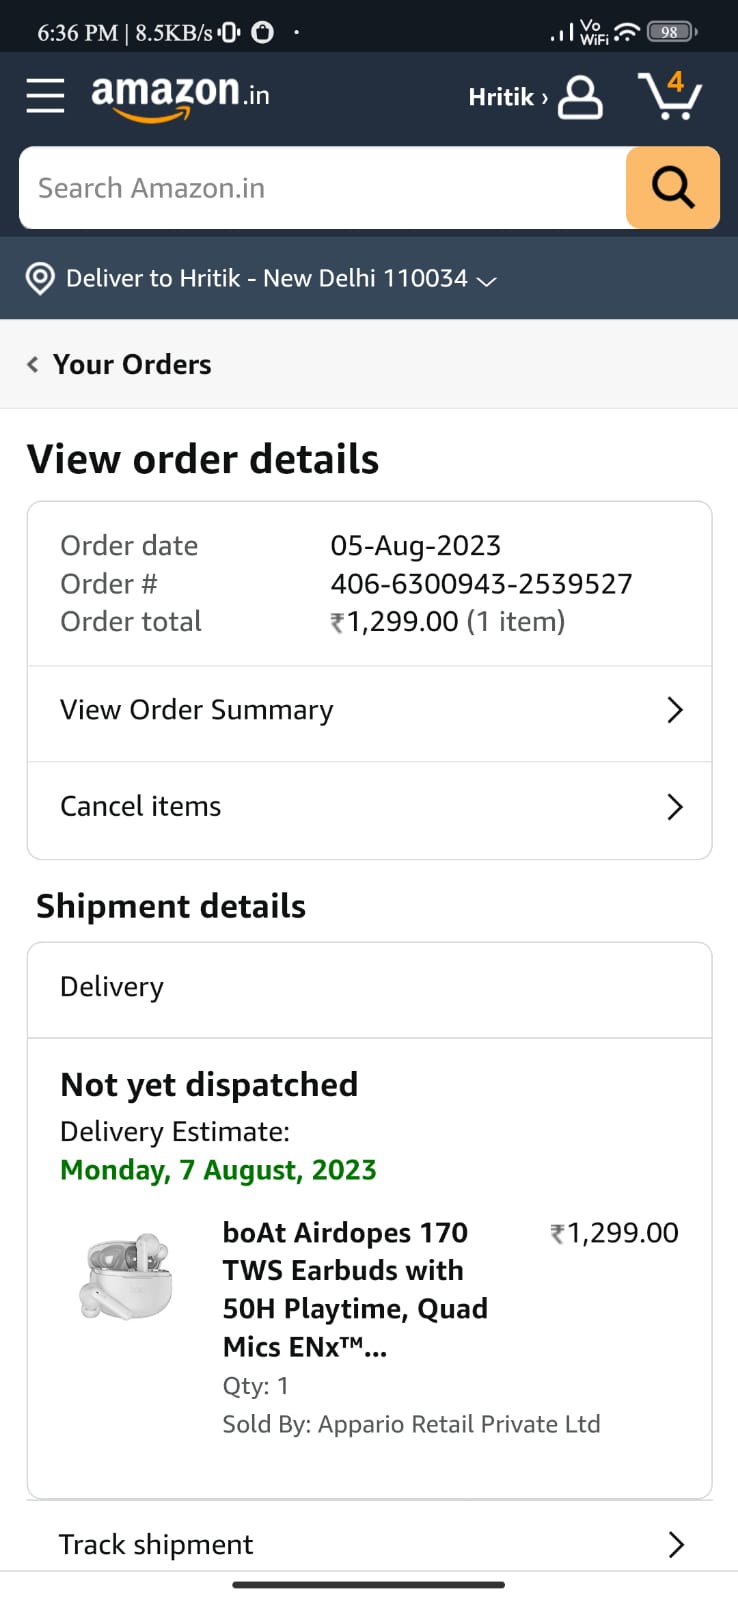 6:36 PM | 8.5KB/s
Vo
WiFi
98
amazon.in
Hritik ›
4
Search Amazon.in
Deliver to Hritik - New Delhi 110034
Your Orders
View order details
Order date 05-Aug-2023
Order # 406-6300943-2539527
Order total ₹1,299.00 (1 item)
View Order Summary
Cancel items
Shipment details
Delivery
Not yet dispatched
Delivery Estimate:
Monday, 7 August, 2023
boAt Airdopes 170 ₹1,299.00
TWS Earbuds with
50H Playtime, Quad
Mics ENx™...
Qty: 1
Sold By: Appario Retail Private Ltd
Track shipment